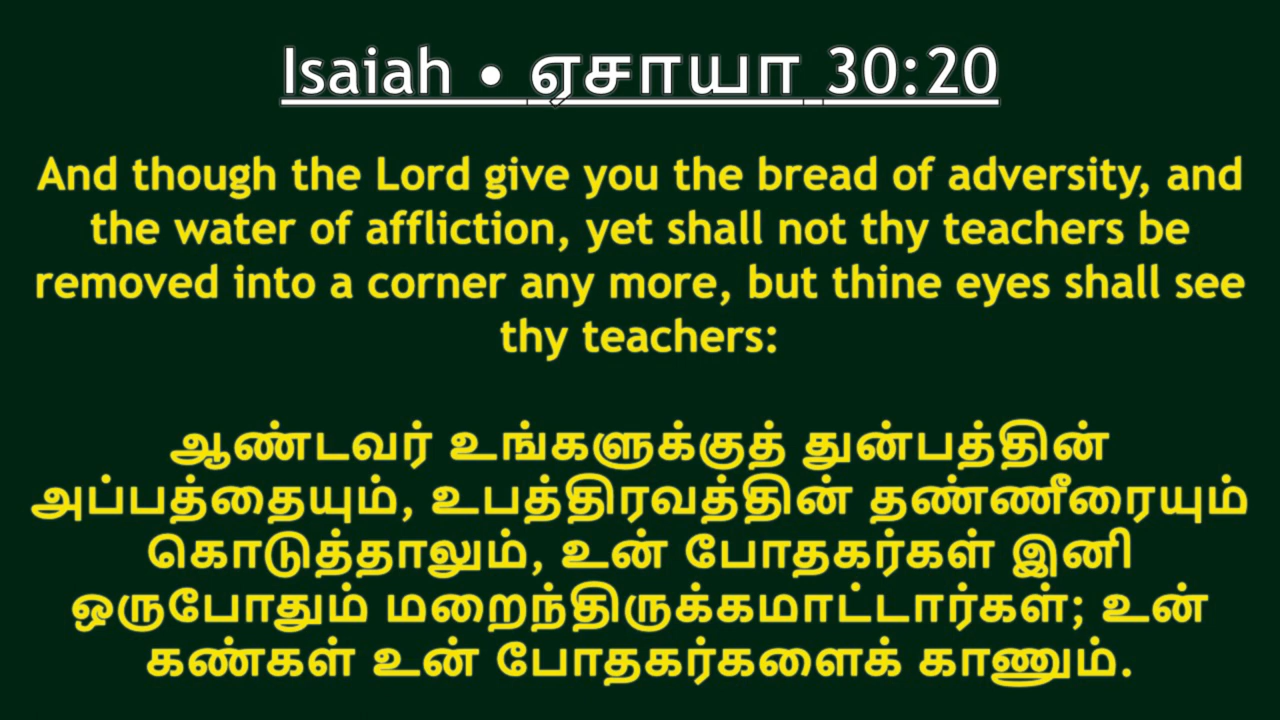 Isaiah • ஏசாயா 30:20
And though the Lord give you the bread of adversity, and
the water of affliction, yet shall not thy teachers be
removed into a corner any more, but thine eyes shall see
thy teachers:
ஆண்டவர் உங்களுக்குத் துன்பத்தின்
அப்பத்தையும், உபத்திரவத்தின் தண்ணீரையும்
கொடுத்தாலும், உன் போதகர்கள் இனி
ஒருபோதும் மறைந்திருக்கமாட்டார்கள்; உன்
கண்கள் உன் போதகர்களைக் காணும்.